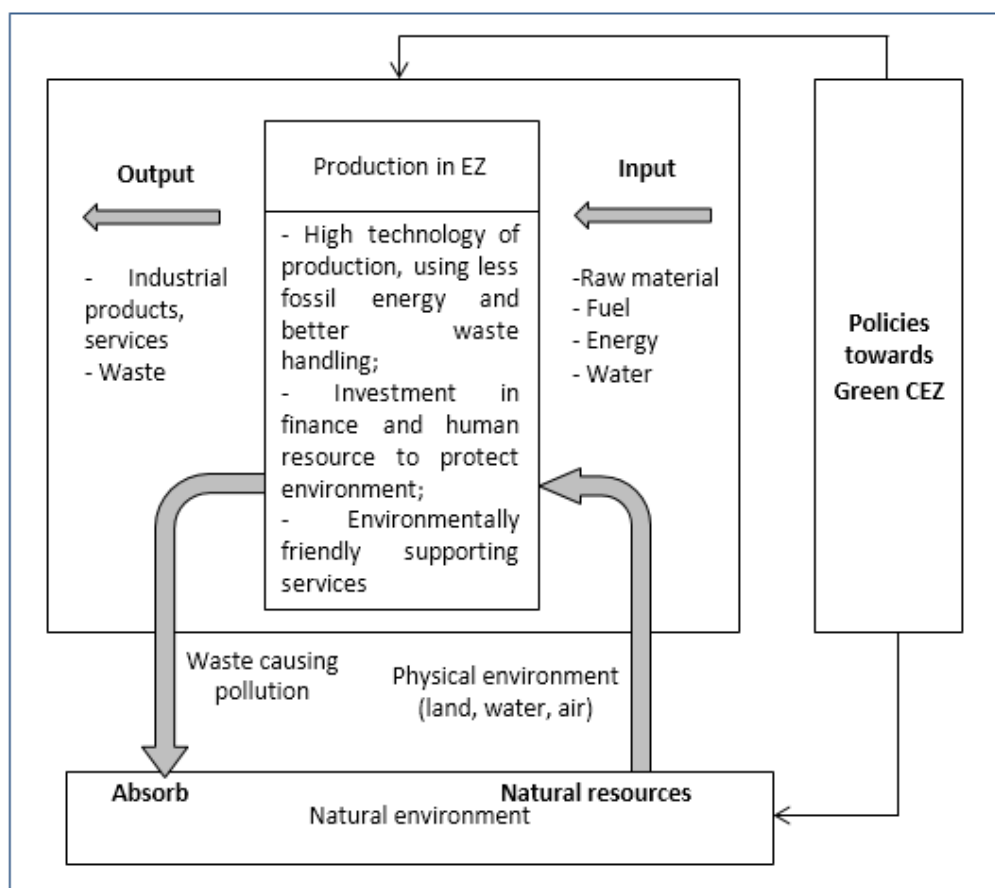 Output
- Industrial
products,
services
- Waste
Production in EZ
- High technology of
production, using less
fossil energy and
better waste
handling;
- Investment in
finance and human
resource to protect
environment;
- Environmentally
friendly supporting
services
Input
-Raw material
- Fuel
- Energy
- Water
Policies
towards
Green CEZ
Waste causing
pollution
Physical environment
(land, water, air)
Absorb
Natural resources
Natural environment